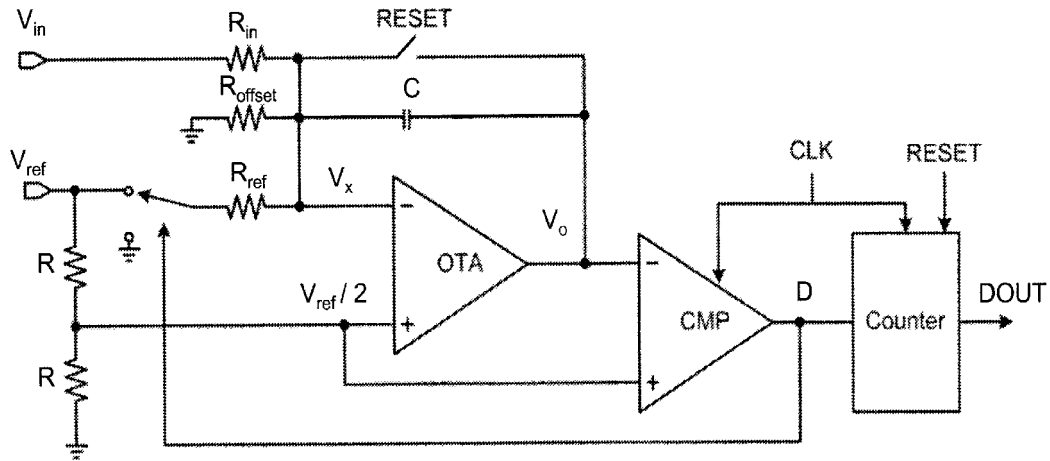 RESET
V_in
R_in
R_offset
C
V_ref
R_ref
V_x
CLK
RESET
V_o
R
OTA
D
DOUT
V_ref / 2
CMP
Counter
R